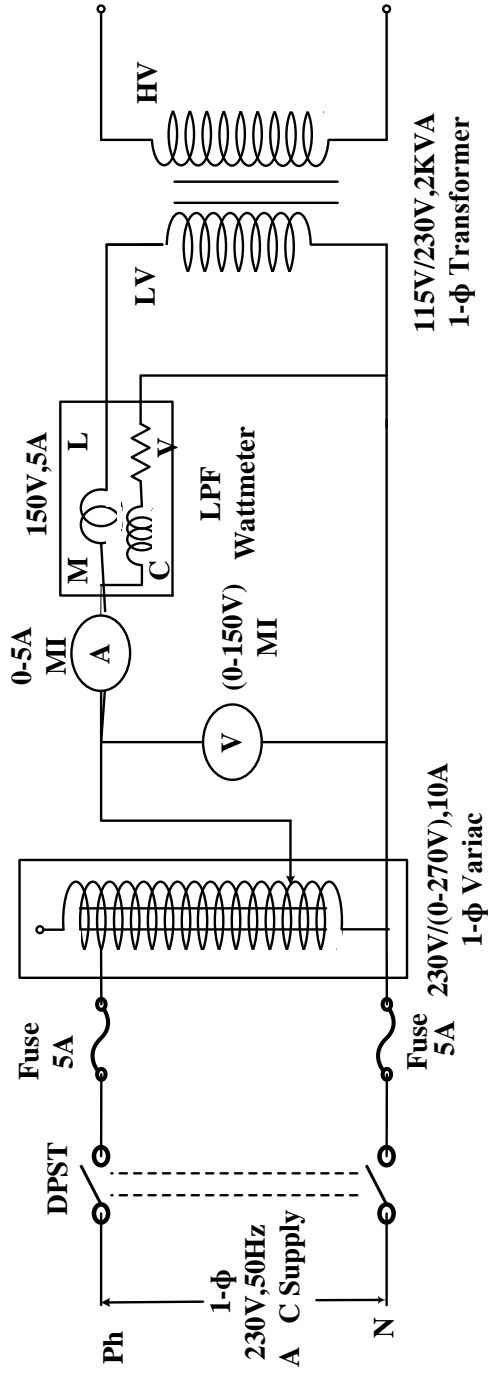 Ph
1-ϕ
230V,50Hz
A C Supply
N
DPST
Fuse
5A
Fuse
5A
230V/(0-270V),10A
1-ϕ Variac
0-5A
MI
A
V
(0-150V)
MI
150V,5A
M
L
C
V
LPF
Wattmeter
LV
HV
115V/230V,2KVA
1-ϕ Transformer